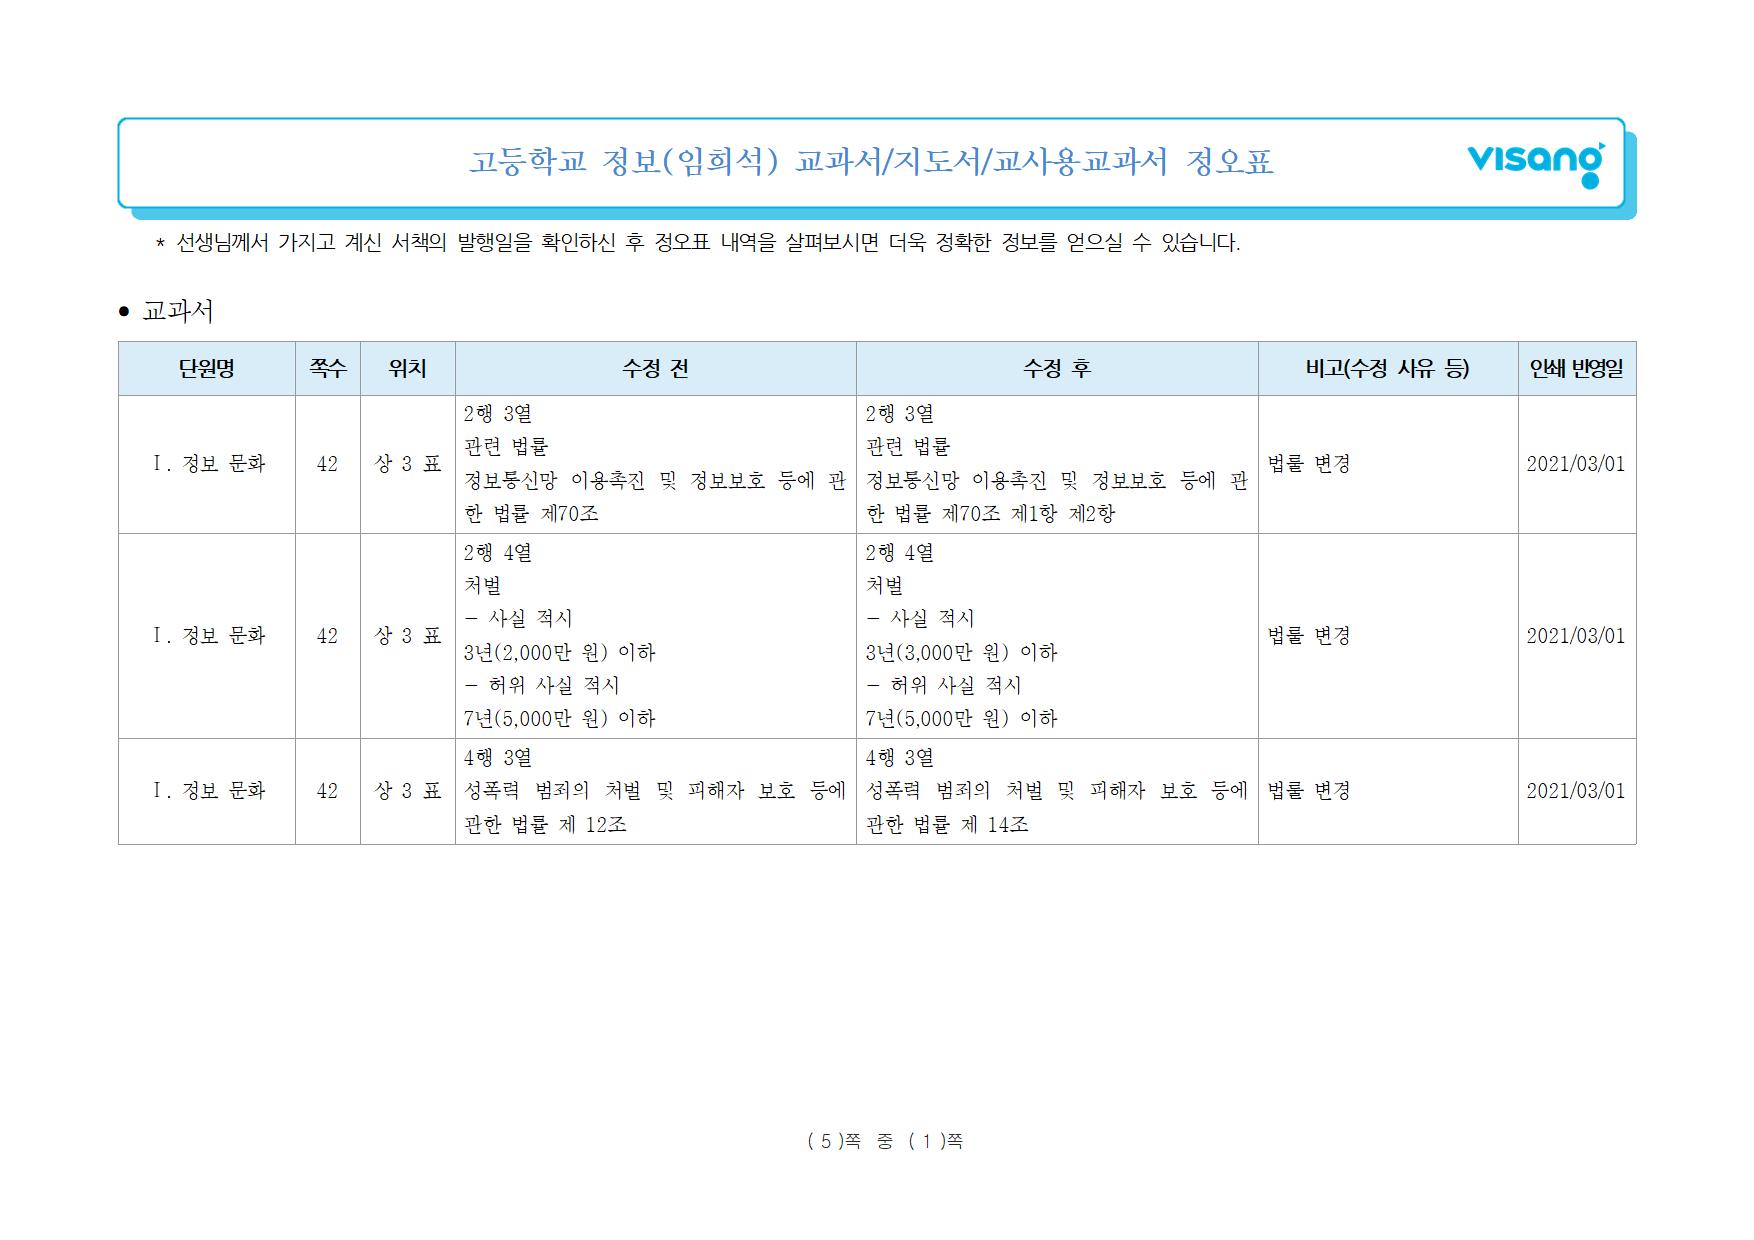 고등학교 정보(임희석) 교과서/지도서/교사용교과서 정오표
visang
* 선생님께서 가지고 계신 서책의 발행일을 확인하신 후 정오표 내역을 살펴보시면 더욱 정확한 정보를 얻으실 수 있습니다.
• 교과서
단원명 쪽수 위치 수정 전 수정 후 비고(수정 사유 등) 인쇄 반영일
Ⅰ. 정보 문화 42 상 3 표
2행 3열
관련 법률
정보통신망 이용촉진 및 정보보호 등에 관
한 법률 제70조
2행 3열
관련 법률
정보통신망 이용촉진 및 정보보호 등에 관
한 법률 제70조 제1항 제2항
법률 변경 2021/03/01
Ⅰ. 정보 문화 42 상 3 표
2행 4열
처벌
- 사실 적시
3년(2,000만 원) 이하
- 허위 사실 적시
7년(5,000만 원) 이하
2행 4열
처벌
- 사실 적시
3년(3,000만 원) 이하
- 허위 사실 적시
7년(5,000만 원) 이하
법률 변경 2021/03/01
Ⅰ. 정보 문화 42 상 3 표
4행 3열
성폭력 범죄의 처벌 및 피해자 보호 등에
관한 법률 제 12조
4행 3열
성폭력 범죄의 처벌 및 피해자 보호 등에
관한 법률 제 14조
법률 변경 2021/03/01
( 5 )쪽 중 ( 1 )쪽